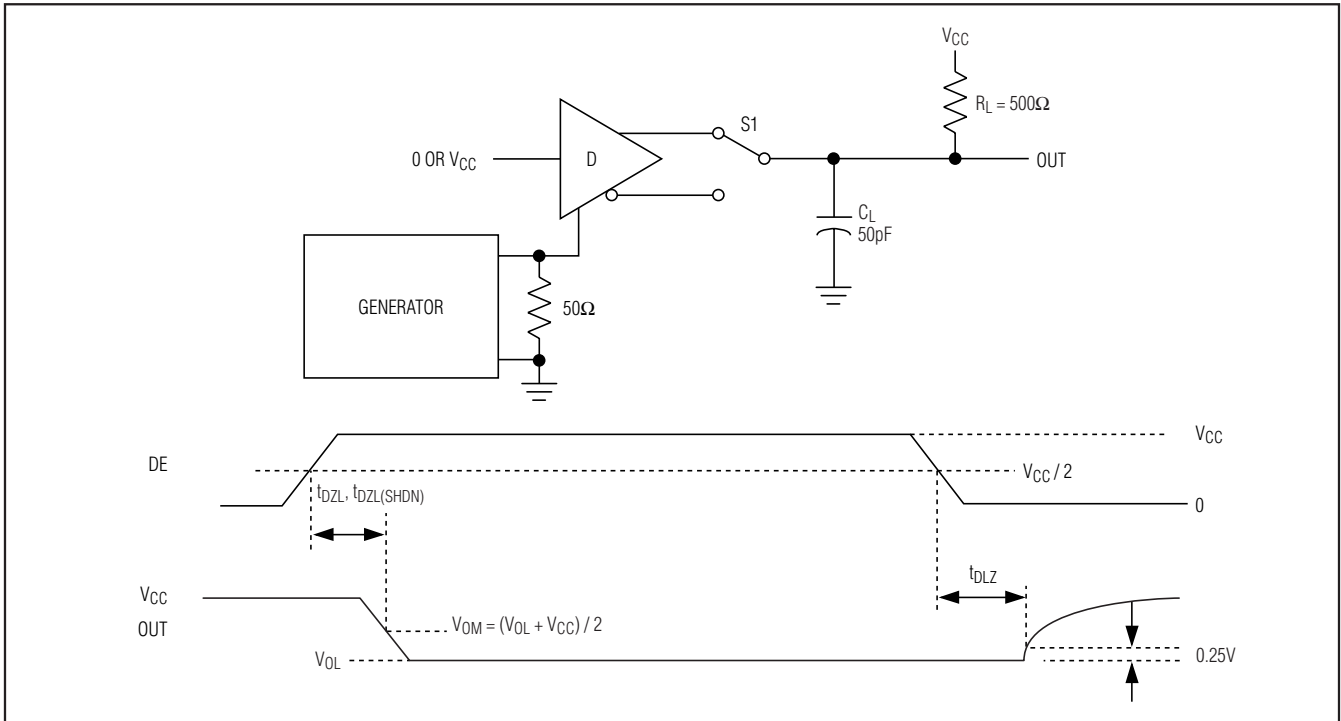 V_CC
R_L = 500Ω
S1
0 OR V_CC
D
OUT
C_L
50pF
GENERATOR
50Ω
V_CC
DE
V_CC / 2
t_DZL, t_DZL(SHDN)
0
t_DLZ
V_CC
OUT
V_OM = (V_OL + V_CC) / 2
V_OL
0.25V